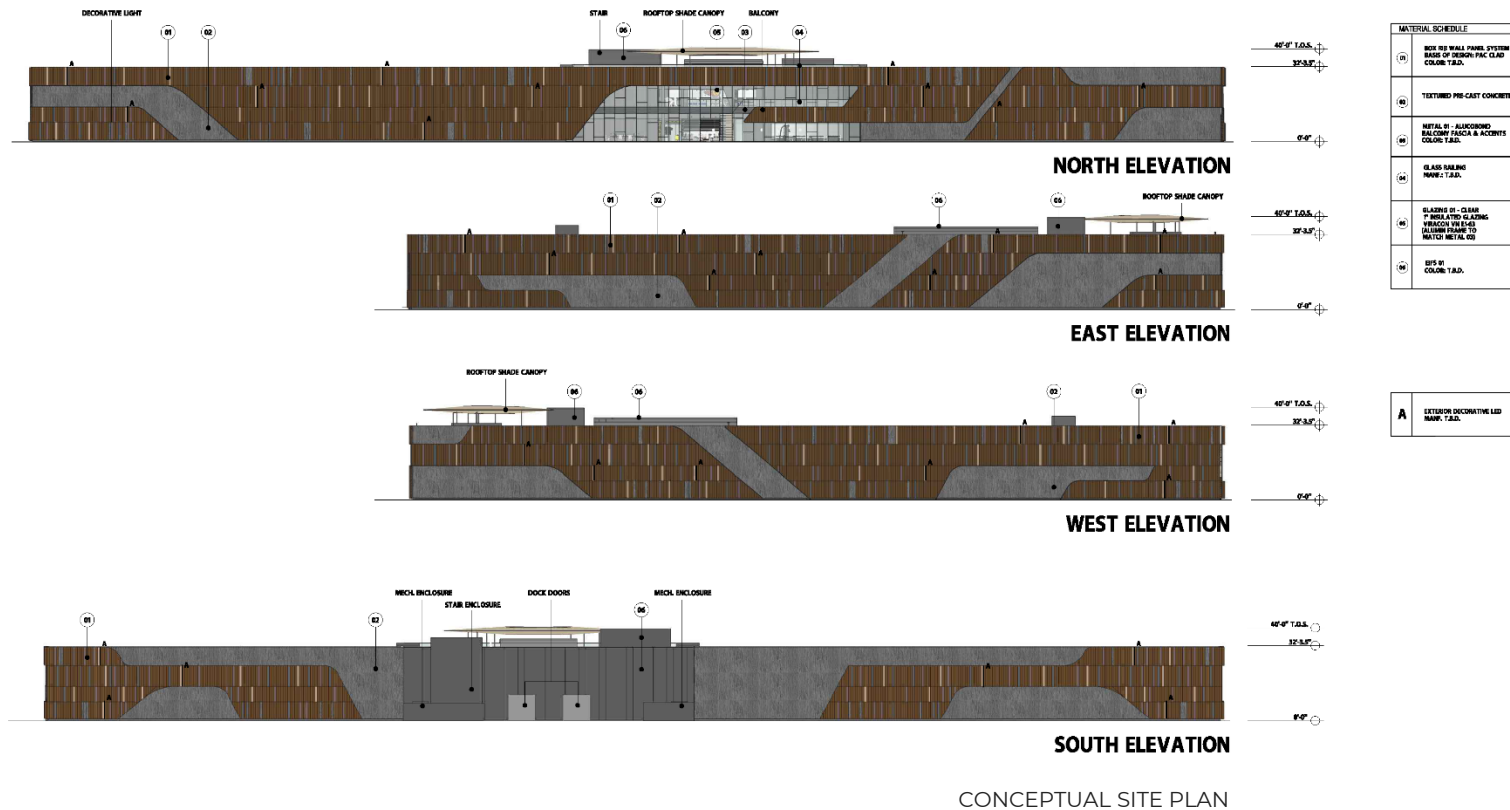 DECORATIVE LIGHT
STAIR
ROOFTOP SHADE CANOPY
BALCONY
01
02
06
05
03
04
A
A
A
A
A
A
A
A
A
A
A
40'-0" T.O.S.
32'-3.5"
0'-0"
NORTH ELEVATION
ROOFTOP SHADE CANOPY
01
02
06
06
A
A
A
A
A
A
A
A
A
40'-0" T.O.S.
32'-3.5"
0'-0"
EAST ELEVATION
ROOFTOP SHADE CANOPY
06
06
02
01
A
A
A
A
A
A
A
A
40'-0" T.O.S.
32'-3.5"
0'-0"
WEST ELEVATION
MECH. ENCLOSURE
STAIR ENCLOSURE
DOCK DOORS
MECH. ENCLOSURE
01
02
06
A
A
A
A
A
A
40'-0" T.O.S.
32'-3.5"
0'-0"
SOUTH ELEVATION
CONCEPTUAL SITE PLAN
MATERIAL SCHEDULE
01
BOX RIB WALL PANEL SYSTEM
BASIS OF DESIGN: PAC CLAD
COLOR: T.B.D.
02
TEXTURED PRE-CAST CONCRETE
METAL 01 - ALUCOBOND
BALCONY FASCIA & ACCENTS
COLOR: T.B.D.
04
GLASS RAILING
MANF.: T.B.D.
05
GLAZING 01 - CLEAR
1" INSULATED GLAZING
VIRACON
(ALUMIN FRAME TO
MATCH METAL 03)
06
EIFS 01
COLOR: T.B.D.
A
EXTERIOR DECORATIVE LED
MANF. T.B.D.